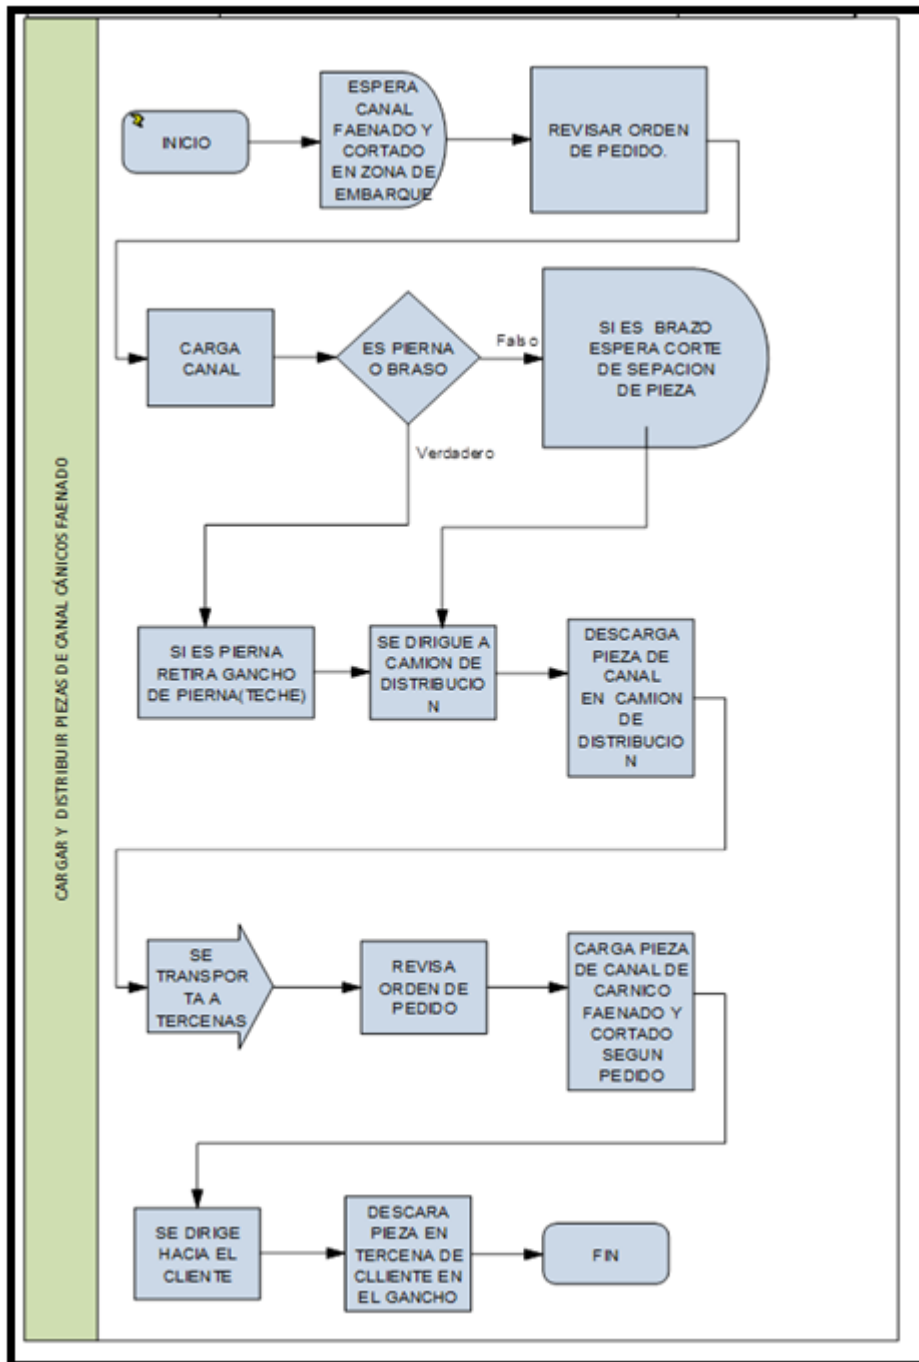 CARGAR Y DISTRIBUIR PIEZAS DE CANAL CÁNICOS FAENADO
INICIO
ESPERA
CANAL
FAENADO Y
CORTADO
EN ZONA DE
EMBARQUE
REVISAR ORDEN
DE PEDIDO.
CARGA
CANAL
ES PIERNA
O BRASO
Falso
SI ES BRAZO
ESPERA CORTE
DE SEPACION
DE PIEZA
Verdadero
SI ES PIERNA
RETIRA GANCHO
DE PIERNA(TECHE)
SE DIRIGUE A
CAMION DE
DISTRIBUCIO
N
DESCARGA
PIEZA DE
CANAL
EN CAMION
DE
DISTRIBUCIO
N
SE
TRANSPOR
TA A
TERCENAS
REVISA
ORDEN DE
PEDIDO
CARGA PIEZA
DE CANAL DE
CARNICO
FAENADO Y
CORTADO
SEGUN
PEDIDO
SE DIRIGE
HACIA EL
CLIENTE
DESCARA
PIEZA EN
TERCENA DE
CLLIENTE EN
EL GANCHO
FIN